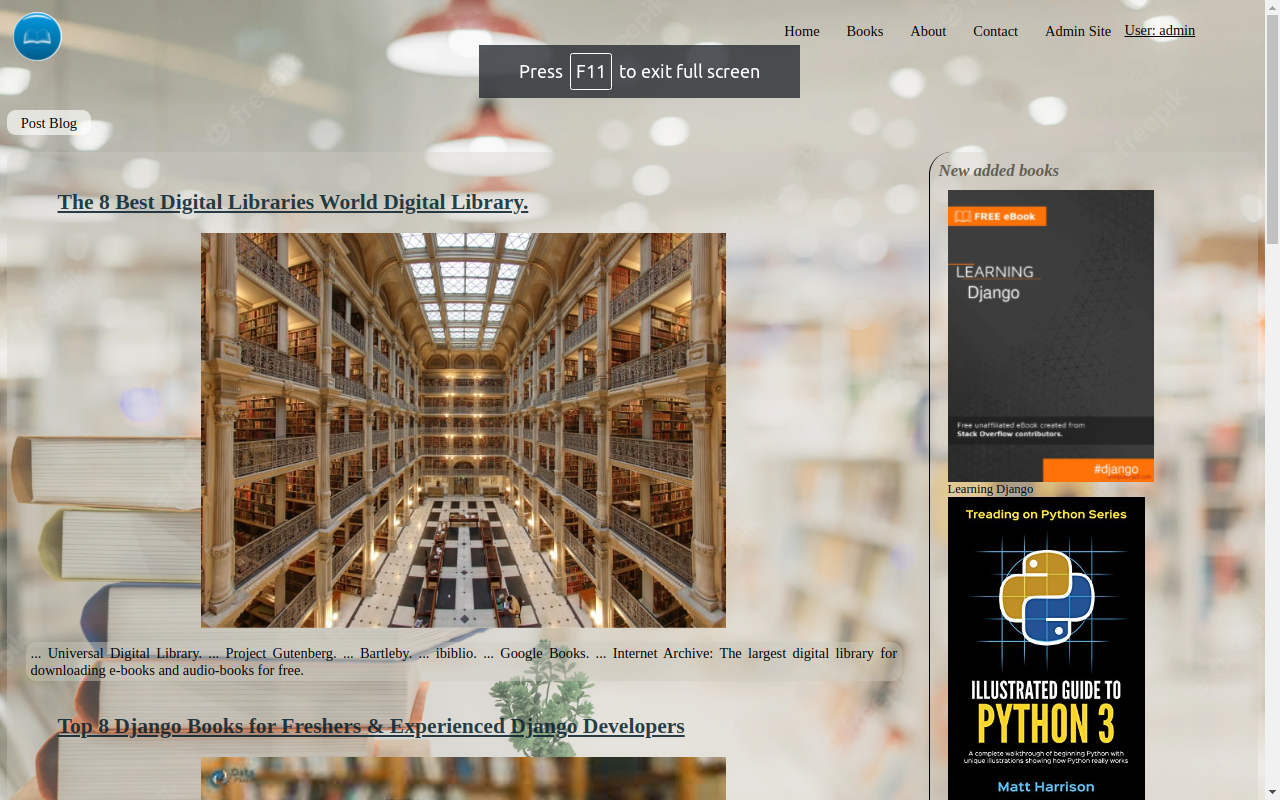 Home Books About Contact Admin Site User: admin
Press F11 to exit full screen
Post Blog
The 8 Best Digital Libraries World Digital Library.
... Universal Digital Library. ... Project Gutenberg. ... Bartleby. ... ibiblio. ... Google Books. ... Internet Archive: The largest digital library for
downloading e-books and audio-books for free.
Top 8 Django Books for Freshers & Experienced Django Developers
Data
New added books
FREE eBook
LEARNING
Django
Free unaffiliated eBook created from
Stack Overflow contributors.
#django
Learning Django
Treading on Python Series
ILLUSTRATED GUIDE TO
PYTHON 3
A complete walkthrough of beginning Python with
unique illustrations showing how Python really works
Matt Harrison
freepik